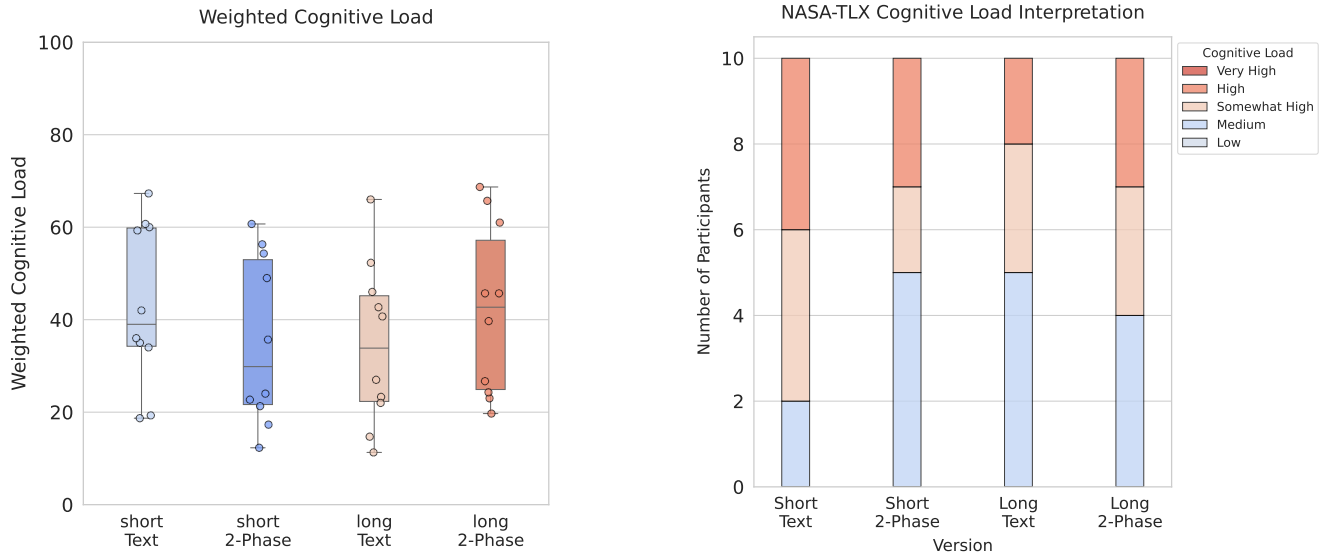 Weighted Cognitive Load
Weighted Cognitive Load
100
80
60
40
20
0
short
Text
short
2-Phase
long
Text
long
2-Phase
NASA-TLX Cognitive Load Interpretation
Number of Participants
10
8
6
4
2
0
Short
Text
Short
2-Phase
Long
Text
Long
2-Phase
Version
Cognitive Load
Very High
High
Somewhat High
Medium
Low